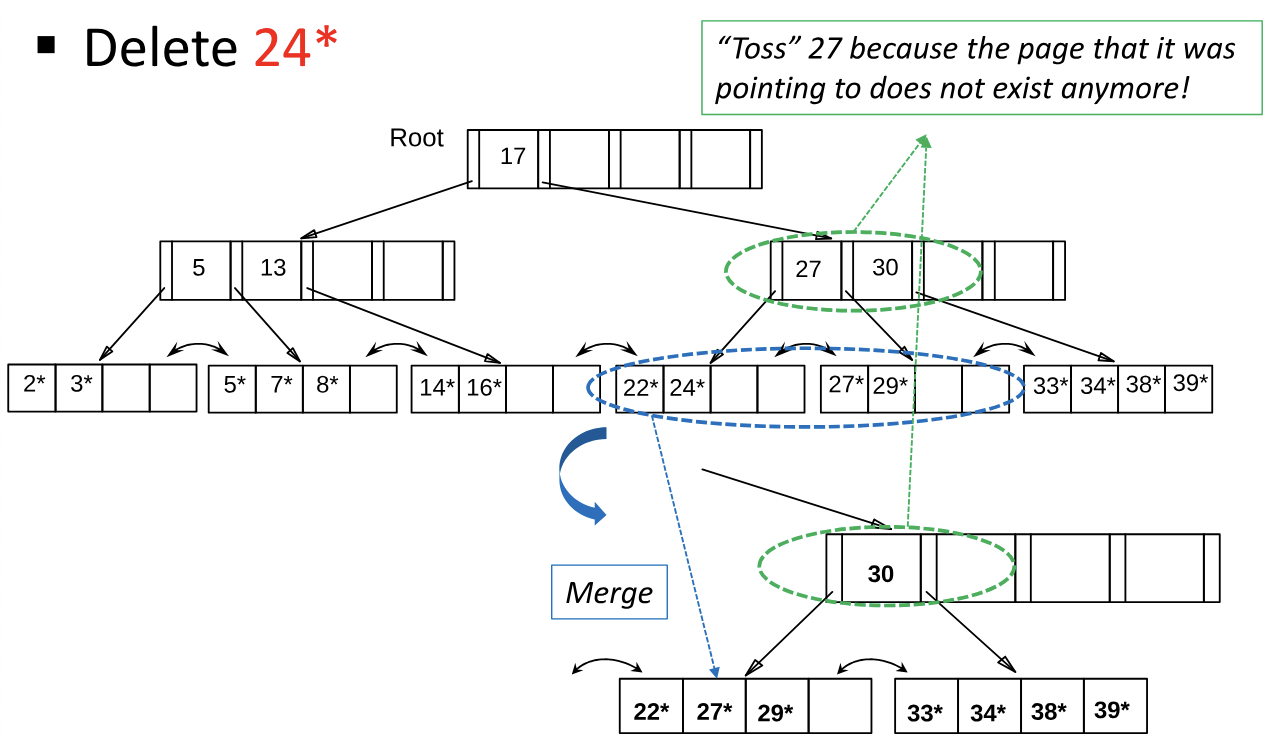 ▪ Delete 24*
“Toss” 27 because the page that it was
pointing to does not exist anymore!
Root
17
5 13
27 30
2* 3*
5* 7* 8*
14* 16*
22* 24*
27* 29*
33* 34* 38* 39*
30
Merge
22* 27* 29*
33* 34* 38* 39*